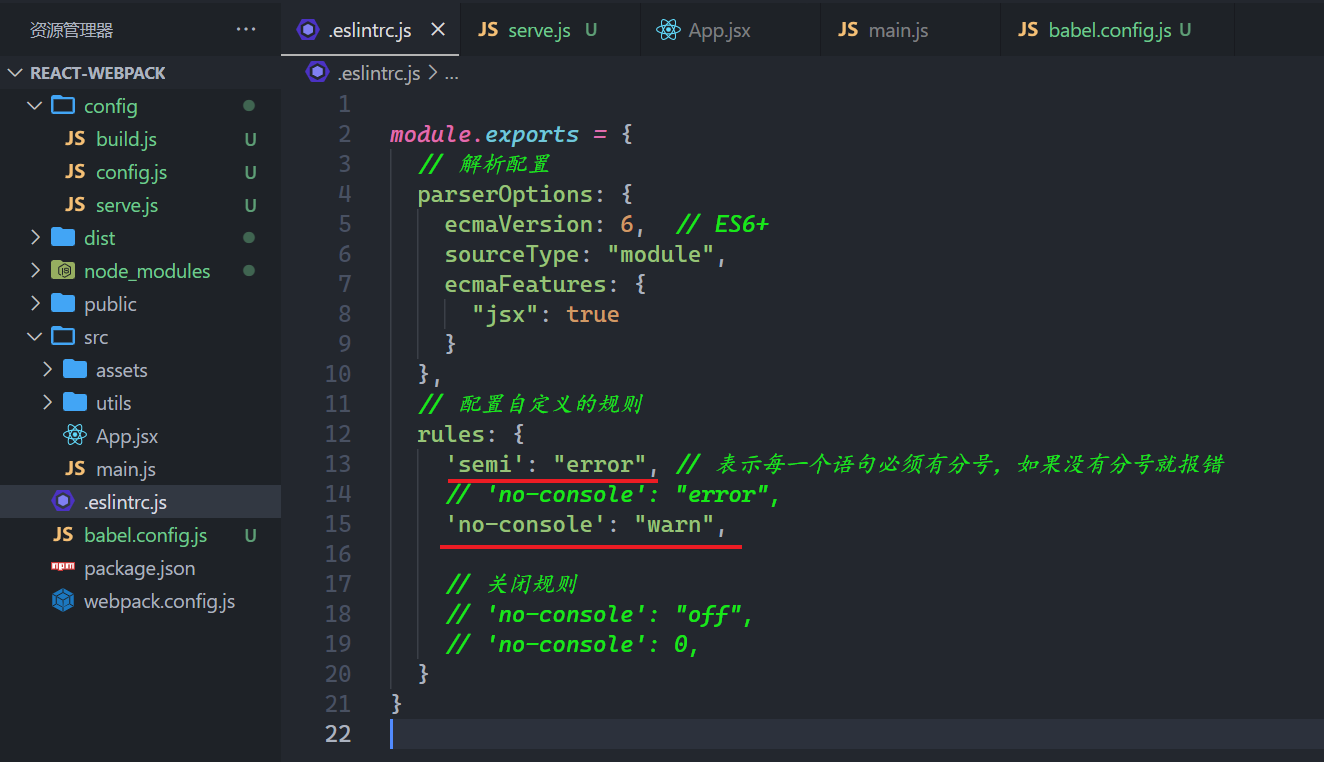 资源管理器 ···
REACT-WEBPACK
config
JS build.js U
JS config.js U
JS serve.js U
dist
node_modules
public
src
assets
utils
App.jsx
JS main.js
.eslintrc.js
JS babel.config.js U
npm package.json
webpack.config.js
.eslintrc.js JS serve.js U App.jsx JS main.js JS babel.config.js U
.eslintrc.js > ...
1
2 module.exports = {
3 // 解析配置
4 parserOptions: {
5 ecmaVersion: 6, // ES6+
6 sourceType: "module",
7 ecmaFeatures: {
8 "jsx": true
9 }
10 },
11 // 配置自定义的规则
12 rules: {
13 'semi': "error", // 表示每一个语句必须有分号，如果没有分号就报错
14 // 'no-console': "error",
15 'no-console': "warn",
16
17 // 关闭规则
18 // 'no-console': "off",
19 // 'no-console': 0,
20 }
21 }
22